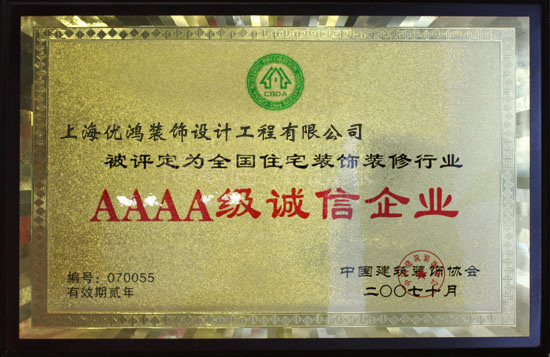 CBDA
上海优鸿装饰设计工程有限公司
被评定为全国住宅装饰装修行业
AAAA级诚信企业
编号：070055
有效期贰年
中国建筑装饰协会
二〇〇七十月